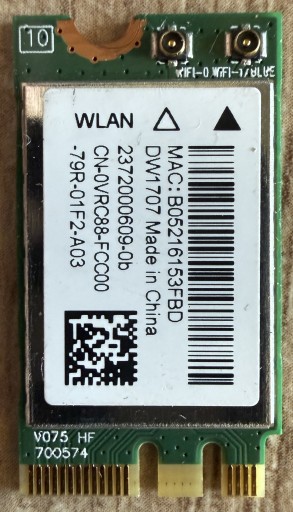 10
WIFI-0 WIFI-1/BLUE
WLAN
MAC: B05216153FBD
DW1707 Made in China
2372000609-0b
CN-0VRC88-FCC00
-79R-01F2-A03
V075 HF
700574